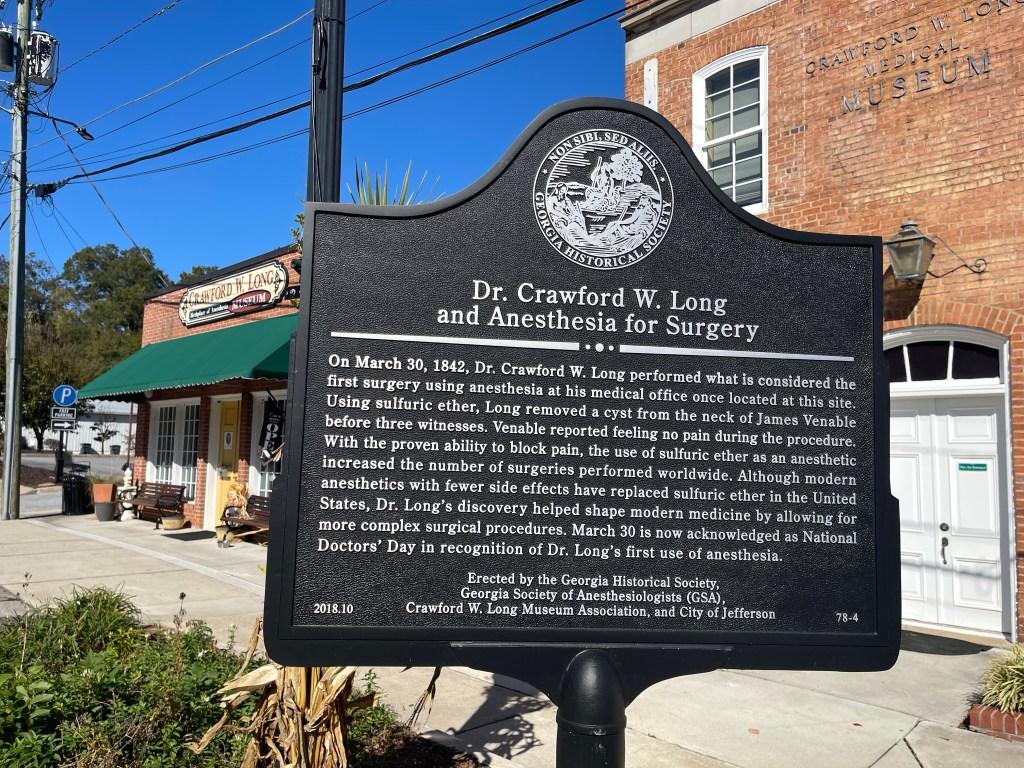 CRAWFORD W. LONG
MEDICAL
MUSEUM
NON SIBI, SED ALIIS.
GEORGIA HISTORICAL SOCIETY
Dr. Crawford W. Long
and Anesthesia for Surgery
On March 30, 1842, Dr. Crawford W. Long performed what is considered the
first surgery using anesthesia at his medical office once located at this site.
Using sulfuric ether, Long removed a cyst from the neck of James Venable
before three witnesses. Venable reported feeling no pain during the procedure.
With the proven ability to block pain, the use of sulfuric ether as an anesthetic
increased the number of surgeries performed worldwide. Although modern
anesthetics with fewer side effects have replaced sulfuric ether in the United
States, Dr. Long's discovery helped shape modern medicine by allowing for
more complex surgical procedures. March 30 is now acknowledged as National
Doctors' Day in recognition of Dr. Long's first use of anesthesia.
Erected by the Georgia Historical Society,
Georgia Society of Anesthesiologists (GSA),
Crawford W. Long Museum Association, and City of Jefferson
2018.10
78-4
CRAWFORD W. LONG
Birthplace of Anesthesia
MUSEUM
P
FREE
PARKING
OPEN